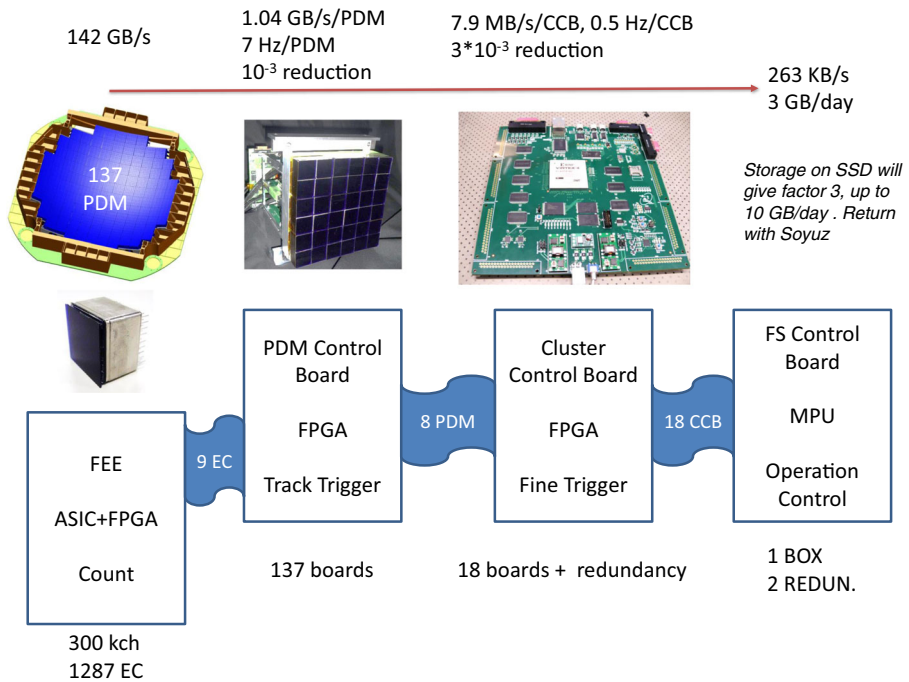 142 GB/s
1.04 GB/s/PDM
7 Hz/PDM
10⁻³ reduction
7.9 MB/s/CCB, 0.5 Hz/CCB
3*10⁻³ reduction
263 KB/s
3 GB/day
137
PDM
Storage on SSD will
give factor 3, up to
10 GB/day . Return
with Soyuz
FEE
ASIC+FPGA
Count
9 EC
PDM Control
Board
FPGA
Track Trigger
8 PDM
Cluster
Control Board
FPGA
Fine Trigger
18 CCB
FS Control
Board
MPU
Operation
Control
300 kch
1287 EC
137 boards
18 boards + redundancy
1 BOX
2 REDUN.